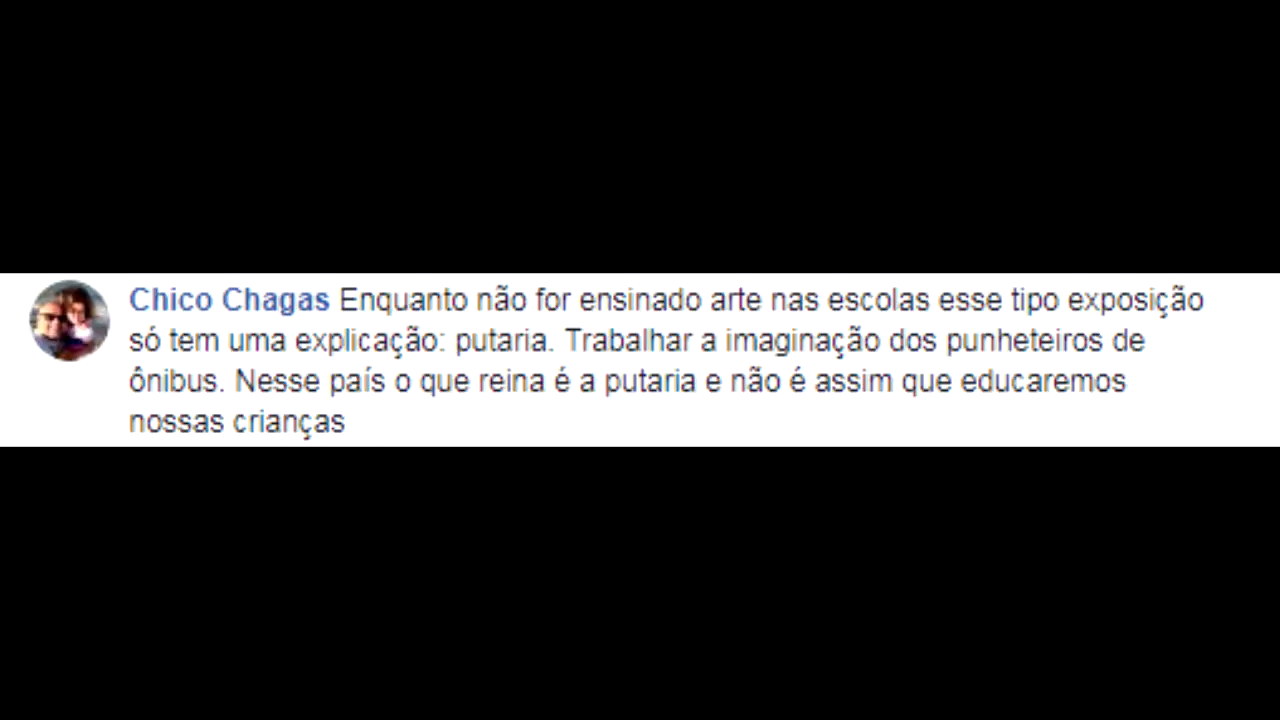 Chico Chagas Enquanto não for ensinado arte nas escolas esse tipo exposição
só tem uma explicação: putaria. Trabalhar a imaginação dos punheteiros de
ônibus. Nesse país o que reina é a putaria e não é assim que educaremos
nossas crianças